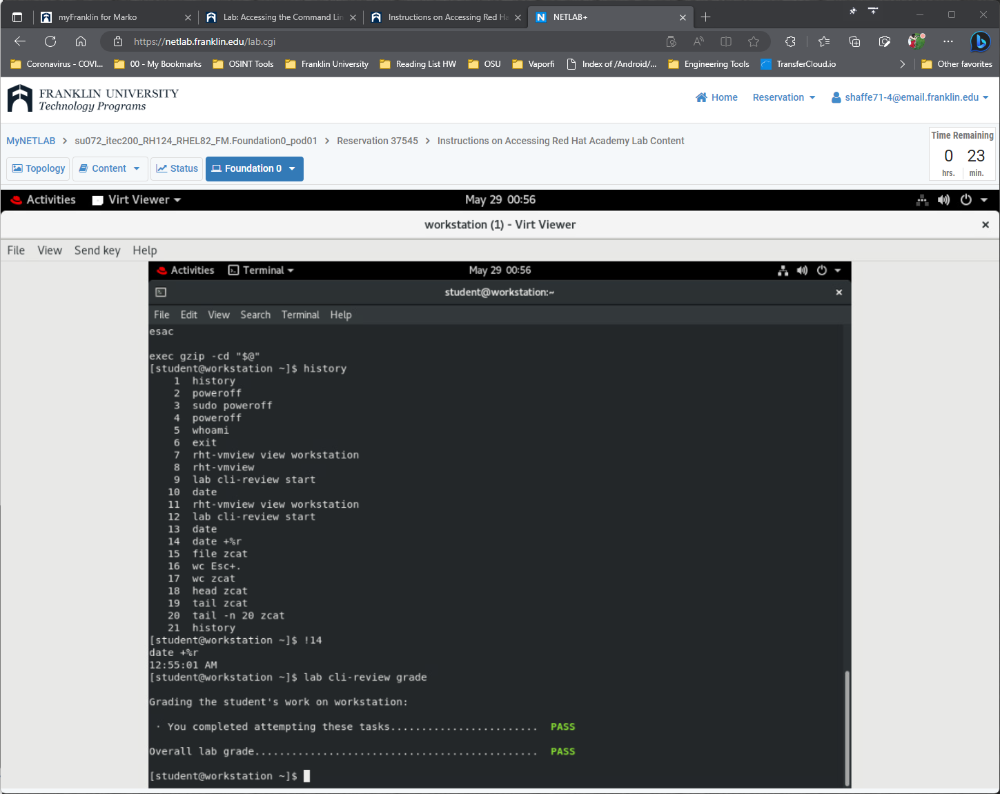 myFranklin for Marko
Lab: Accessing the Command Lin
Instructions on Accessing Red Ha
NETLAB+
https://netlab.franklin.edu/lab.cgi
Coronavirus - COVI...
00 - My Bookmarks
OSINT Tools
Franklin University
Reading List HW
OSU
Vaporfi
Index of /Android/...
Engineering Tools
TransferCloud.io
Other favorites
FRANKLIN UNIVERSITY
Technology Programs
Home
Reservation
shaffe71-4@email.franklin.edu
MyNETLAB > su072_itec200_RH124_RHEL82_FM.Foundation0_pod01 > Reservation 37545 > Instructions on Accessing Red Hat Academy Lab Content
Time Remaining
0 23
hrs. min.
Topology
Content
Status
Foundation 0
Activities
Virt Viewer
May 29 00:56
workstation (1) - Virt Viewer
File View Send key Help
Activities
Terminal
May 29 00:56
student@workstation:~
File Edit View Search Terminal Help
esac
exec gzip -cd "$@"
[student@workstation ~]$ history
1 history
2 poweroff
3 sudo poweroff
4 poweroff
5 whoami
6 exit
7 rht-vmview view workstation
8 rht-vmview
9 lab cli-review start
10 date
11 rht-vmview view workstation
12 lab cli-review start
13 date
14 date +%r
15 file zcat
16 wc Esc+.
17 wc zcat
18 head zcat
19 tail zcat
20 tail -n 20 zcat
21 history
[student@workstation ~]$ !14
date +%r
12:55:01 AM
[student@workstation ~]$ lab cli-review grade
Grading the student's work on workstation:
· You completed attempting these tasks........................ PASS
Overall lab grade.............................................. PASS
[student@workstation ~]$